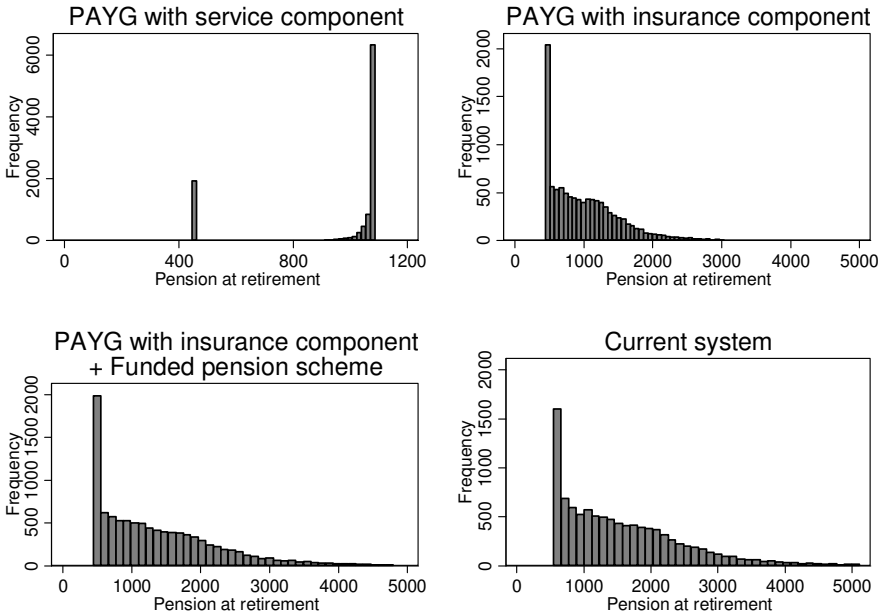 PAYG with service component
Frequency
0 2000 4000 6000
0 400 800 1200
Pension at retirement
PAYG with insurance component
Frequency
0 500 1000 1500 2000
0 1000 2000 3000 4000 5000
Pension at retirement
PAYG with insurance component
+ Funded pension scheme
Frequency
0 500 1000 1500 2000
0 1000 2000 3000 4000 5000
Pension at retirement
Current system
Frequency
0 500 1000 1500 2000
0 1000 2000 3000 4000 5000
Pension at retirement